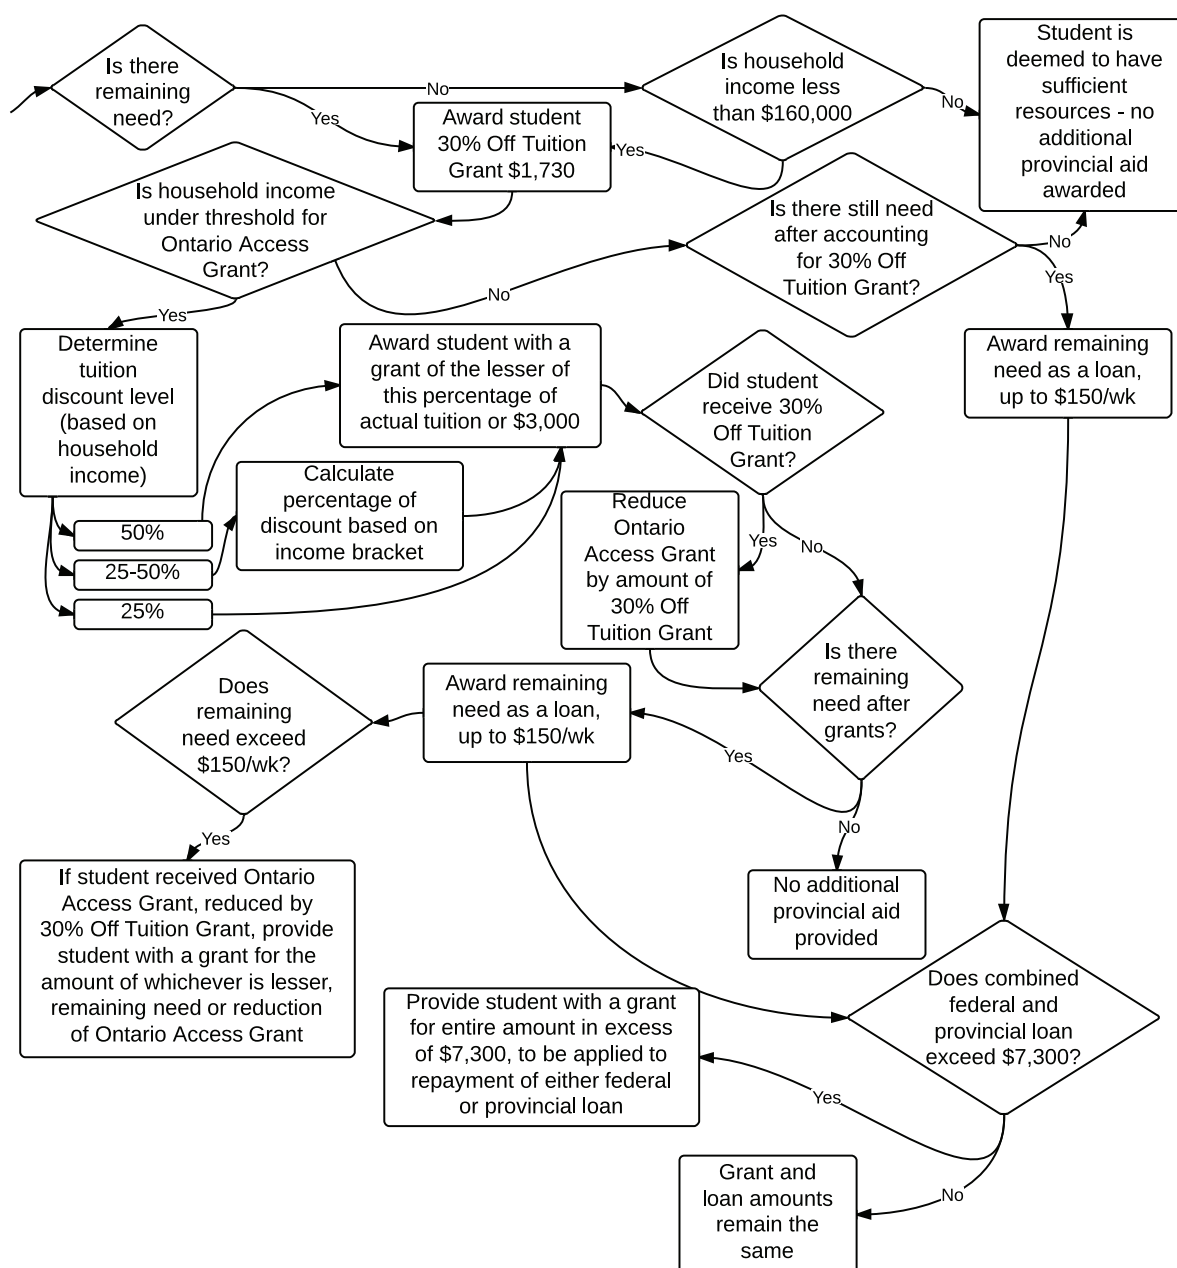 Is there
remaining
need?
No
Yes
Is household
income less
than $160,000
No
Yes
Student is
deemed to have
sufficient
resources - no
additional
provincial aid
awarded
Award student
30% Off Tuition
Grant $1,730
Is household income
under threshold for
Ontario Access
Grant?
No
Yes
Is there still need
after accounting
for 30% Off
Tuition Grant?
No
Yes
Determine
tuition
discount level
(based on
household
income)
Award student with a
grant of the lesser of
this percentage of
actual tuition or $3,000
Did student
receive 30%
Off Tuition
Grant?
Award remaining
need as a loan,
up to $150/wk
50%
25-50%
25%
Calculate
percentage of
discount based on
income bracket
Reduce
Ontario
Access Grant
by amount of
30% Off
Tuition Grant
Yes
No
Is there
remaining
need after
grants?
Yes
No
Does
remaining
need exceed
$150/wk?
Award remaining
need as a loan,
up to $150/wk
Yes
If student received Ontario
Access Grant, reduced by
30% Off Tuition Grant, provide
student with a grant for the
amount of whichever is lesser,
remaining need or reduction
of Ontario Access Grant
No additional
provincial aid
provided
Does combined
federal and
provincial loan
exceed $7,300?
Provide student with a grant
for entire amount in excess
of $7,300, to be applied to
repayment of either federal
or provincial loan
Yes
No
Grant and
loan amounts
remain the
same